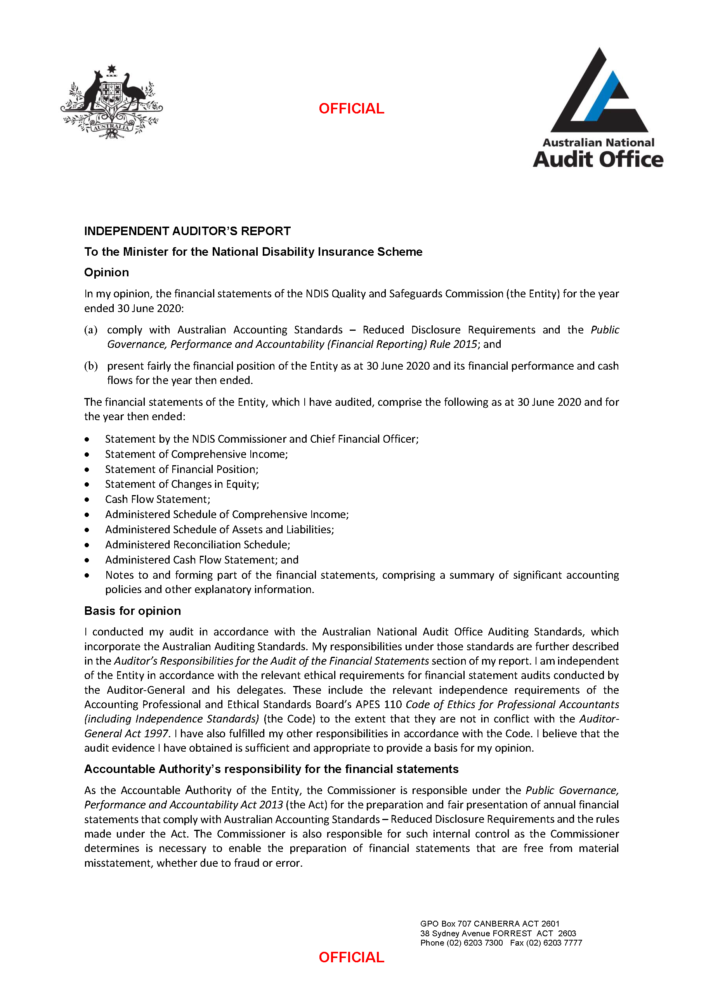 AUSTRALIA
OFFICIAL
Australian National
Audit Office
INDEPENDENT AUDITOR’S REPORT
To the Minister for the National Disability Insurance Scheme
Opinion
In my opinion, the financial statements of the NDIS Quality and Safeguards Commission (the Entity) for the year
ended 30 June 2020:
(a) comply with Australian Accounting Standards – Reduced Disclosure Requirements and the Public
Governance, Performance and Accountability (Financial Reporting) Rule 2015; and
(b) present fairly the financial position of the Entity as at 30 June 2020 and its financial performance and cash
flows for the year then ended.
The financial statements of the Entity, which I have audited, comprise the following as at 30 June 2020 and for
the year then ended:
• Statement by the NDIS Commissioner and Chief Financial Officer;
• Statement of Comprehensive Income;
• Statement of Financial Position;
• Statement of Changes in Equity;
• Cash Flow Statement;
• Administered Schedule of Comprehensive Income;
• Administered Schedule of Assets and Liabilities;
• Administered Reconciliation Schedule;
• Administered Cash Flow Statement; and
• Notes to and forming part of the financial statements, comprising a summary of significant accounting
policies and other explanatory information.
Basis for opinion
I conducted my audit in accordance with the Australian National Audit Office Auditing Standards, which
incorporate the Australian Auditing Standards. My responsibilities under those standards are further described
in the Auditor’s Responsibilities for the Audit of the Financial Statements section of my report. I am independent
of the Entity in accordance with the relevant ethical requirements for financial statement audits conducted by
the Auditor-General and his delegates. These include the relevant independence requirements of the
Accounting Professional and Ethical Standards Board’s APES 110 Code of Ethics for Professional Accountants
(including Independence Standards) (the Code) to the extent that they are not in conflict with the Auditor-
General Act 1997. I have also fulfilled my other responsibilities in accordance with the Code. I believe that the
audit evidence I have obtained is sufficient and appropriate to provide a basis for my opinion.
Accountable Authority’s responsibility for the financial statements
As the Accountable Authority of the Entity, the Commissioner is responsible under the Public Governance,
Performance and Accountability Act 2013 (the Act) for the preparation and fair presentation of annual financial
statements that comply with Australian Accounting Standards – Reduced Disclosure Requirements and the rules
made under the Act. The Commissioner is also responsible for such internal control as the Commissioner
determines is necessary to enable the preparation of financial statements that are free from material
misstatement, whether due to fraud or error.
GPO Box 707 CANBERRA ACT 2601
38 Sydney Avenue FORREST ACT 2603
Phone (02) 6203 7300 Fax (02) 6203 7777
OFFICIAL